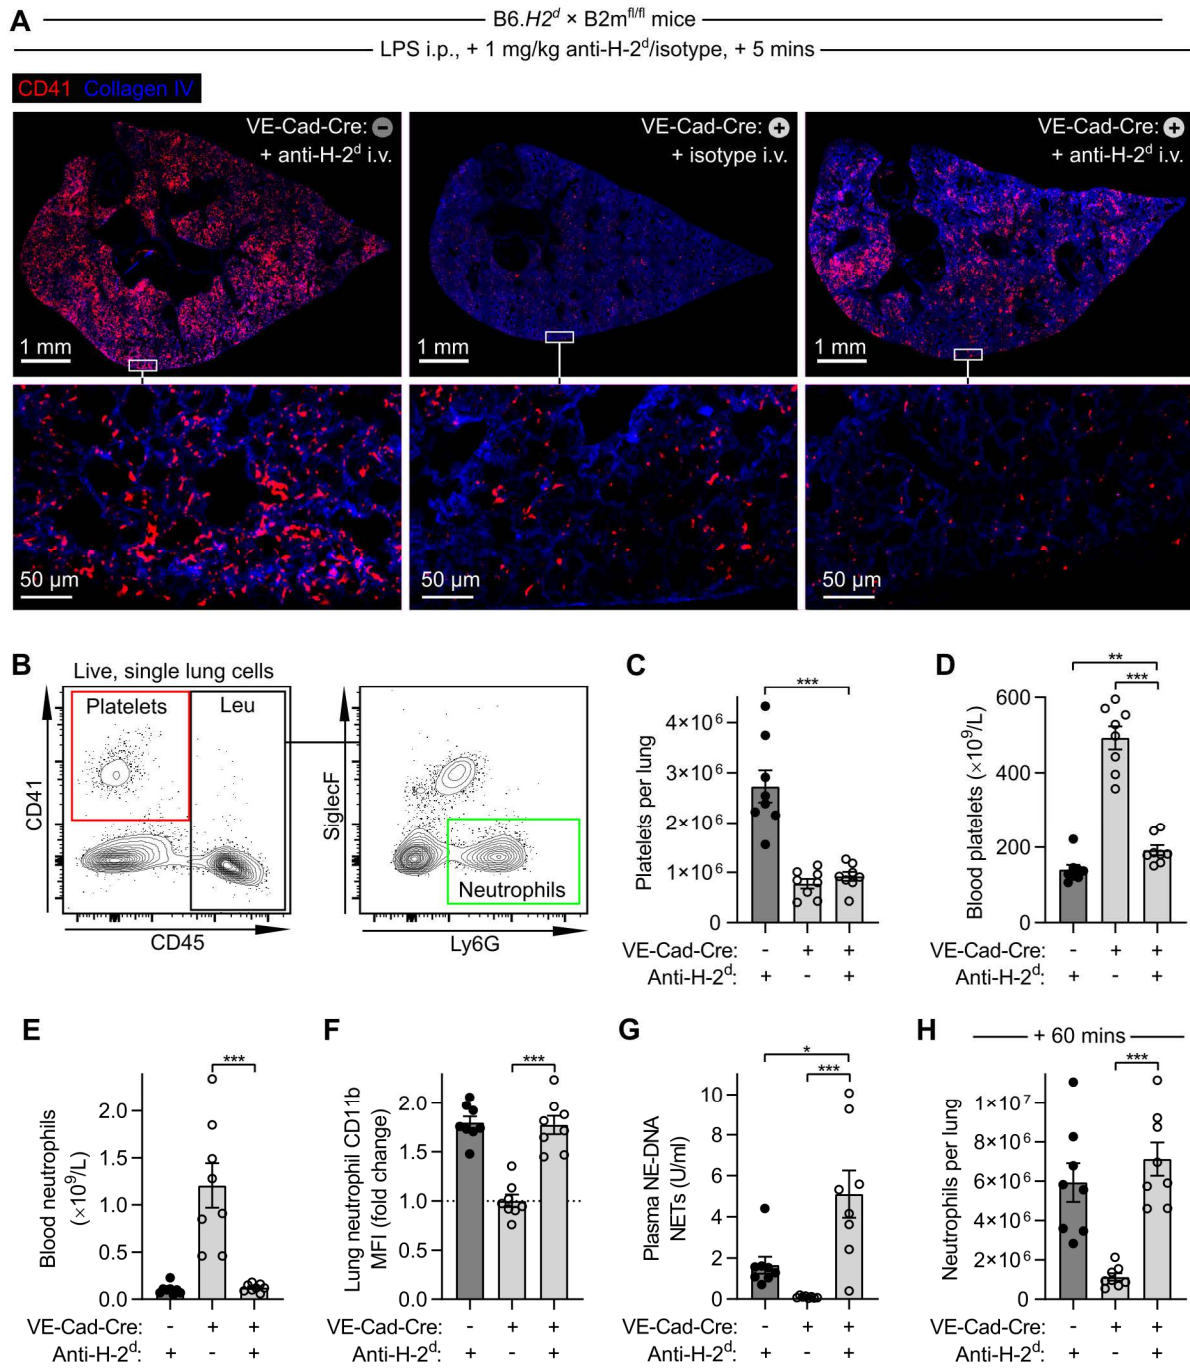 A
B6.H2ᵈ × B2mᶠˡ/ᶠˡ mice
LPS i.p., + 1 mg/kg anti-H-2ᵈ/isotype, + 5 mins
CD41 Collagen IV
VE-Cad-Cre: −
+ anti-H-2ᵈ i.v.
VE-Cad-Cre: +
+ isotype i.v.
VE-Cad-Cre: +
+ anti-H-2ᵈ i.v.
1 mm
1 mm
1 mm
50 µm
50 µm
50 µm
B
Live, single lung cells
Platelets
Leu
CD41
CD45
SiglecF
Neutrophils
Ly6G
C
***
Platelets per lung
4×10⁶
3×10⁶
2×10⁶
1×10⁶
0
VE-Cad-Cre: - + +
Anti-H-2ᵈ: + - +
D
**
***
Blood platelets (×10⁹/L)
600
400
200
0
VE-Cad-Cre: - + +
Anti-H-2ᵈ: + - +
E
***
Blood neutrophils
(×10⁹/L)
2.0
1.5
1.0
0.5
0.0
VE-Cad-Cre: - + +
Anti-H-2ᵈ: + - +
F
***
Lung neutrophil CD11b
MFI (fold change)
2.0
1.5
1.0
0.5
0.0
VE-Cad-Cre: - + +
Anti-H-2ᵈ: + - +
G
*
***
Plasma NE-DNA
NETs (U/ml)
10
8
6
4
2
0
VE-Cad-Cre: - + +
Anti-H-2ᵈ: + - +
H
+ 60 mins
***
Neutrophils per lung
1×10⁷
8×10⁶
6×10⁶
4×10⁶
2×10⁶
0
VE-Cad-Cre: - + +
Anti-H-2ᵈ: + - +